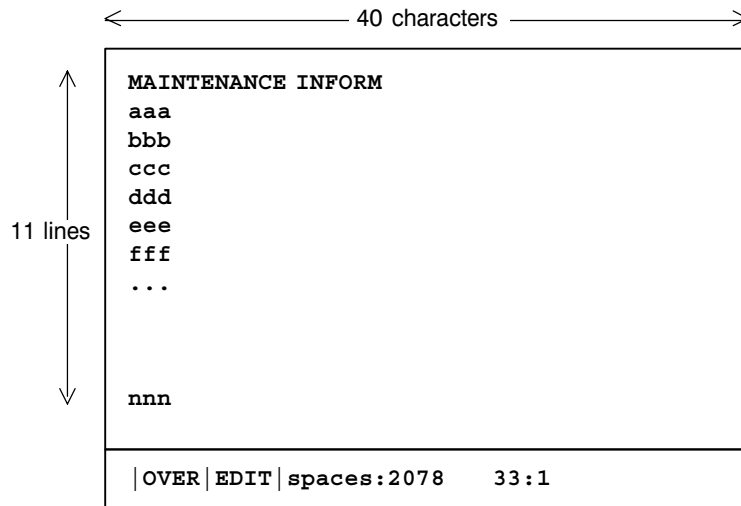 40 characters
MAINTENANCE INFORM
aaa
bbb
ccc
ddd
eee
11 lines
fff
...
nnn
|OVER|EDIT|spaces:2078 33:1